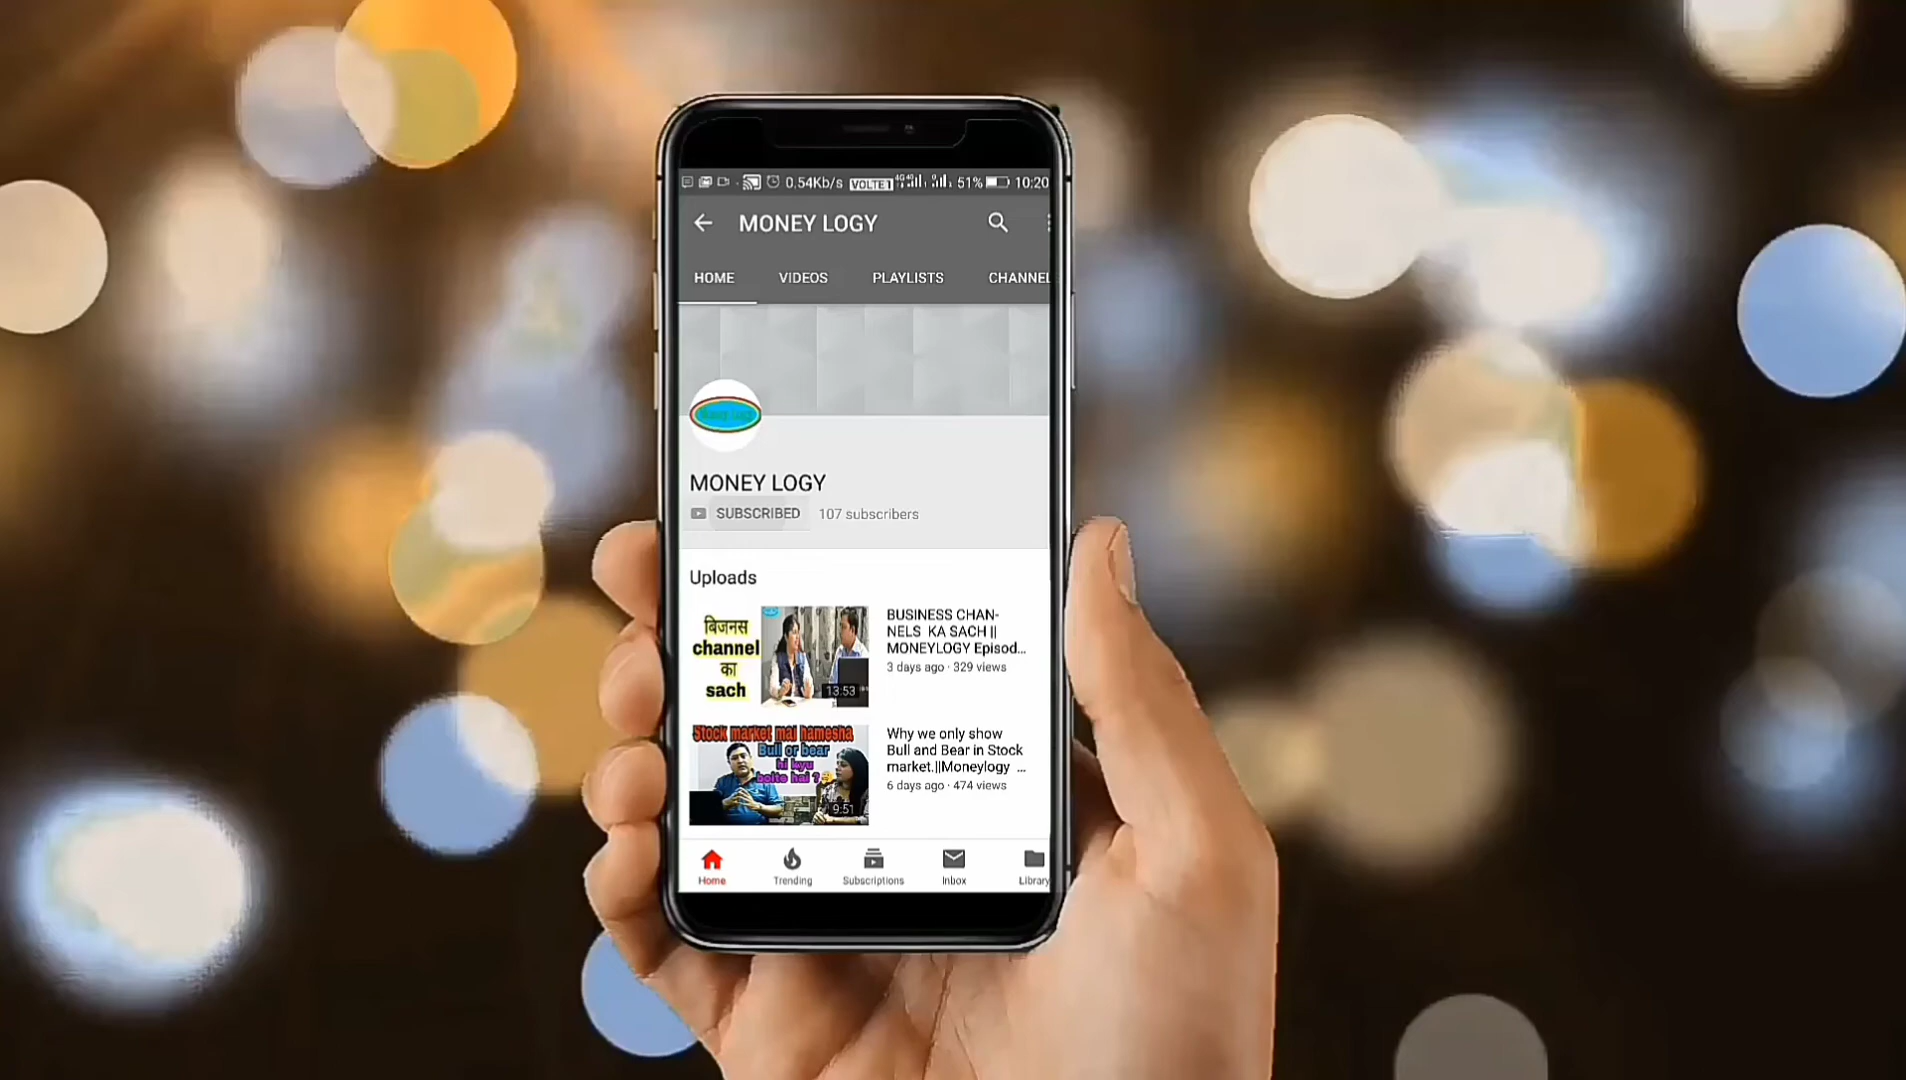 0.54Kb/s VOLTE 1 4G 51% 10:20
MONEY LOGY
HOME VIDEOS PLAYLISTS CHANNEL
MONEY LOGY
SUBSCRIBED 107 subscribers
Uploads
बिजनस
channel
का
sach
13:53
BUSINESS CHAN-
NELS KA SACH ||
MONEYLOGY Episod...
3 days ago · 329 views
Stock market mai hamesha
Bull or bear
hi kyu
bolte hai ?
9:51
Why we only show
Bull and Bear in Stock
market.||Moneylogy ...
6 days ago · 474 views
Home Trending Subscriptions Inbox Library